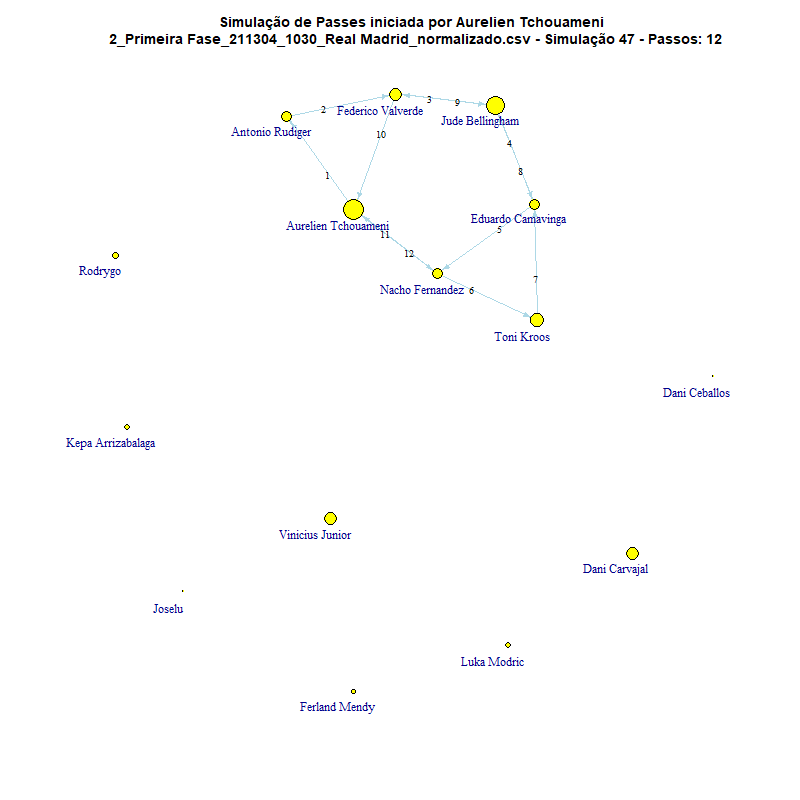 Simulação de Passes iniciada por Aurelien Tchouameni
2_Primeira Fase_211304_1030_Real Madrid_normalizado.csv - Simulação 47 - Passos: 12
3
9
2
Federico Valverde
Jude Bellingham
Antonio Rudiger
10
4
1
8
Eduardo Camavinga
Aurelien Tchouameni
5
11
12
Rodrygo
7
Nacho Fernandez
6
Toni Kroos
Dani Ceballos
Kepa Arrizabalaga
Vinicius Junior
Dani Carvajal
Joselu
Luka Modric
Ferland Mendy